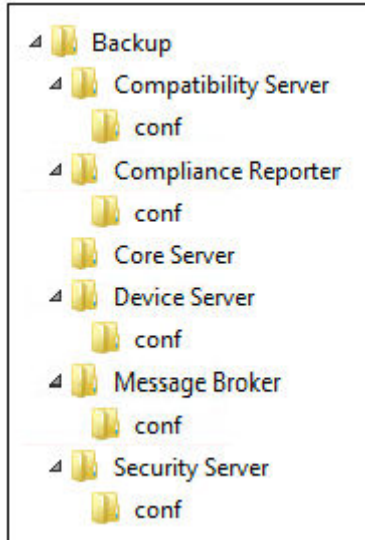 Backup
Compatibility Server
conf
Compliance Reporter
conf
Core Server
Device Server
conf
Message Broker
conf
Security Server
conf